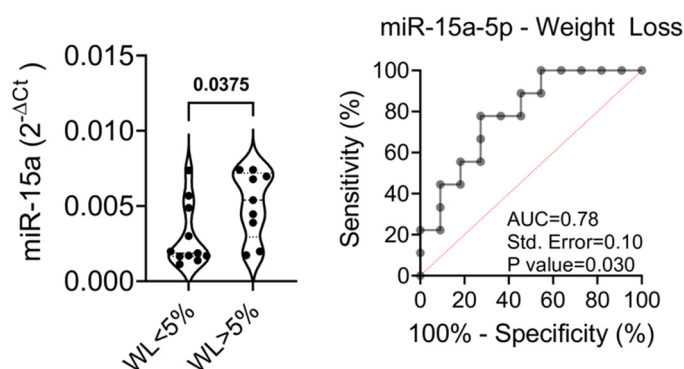 miR-15a-5p - Weight Loss
miR-15a (2-ΔCt )
0.015
0.010
0.005
0.000
0.0375
WL<5%
WL>5%
Sensitivity (%)
100
80
60
40
20
0
AUC=0.78
Std. Error=0.10
P value=0.030
0 20 40 60 80 100
100% - Specificity (%)